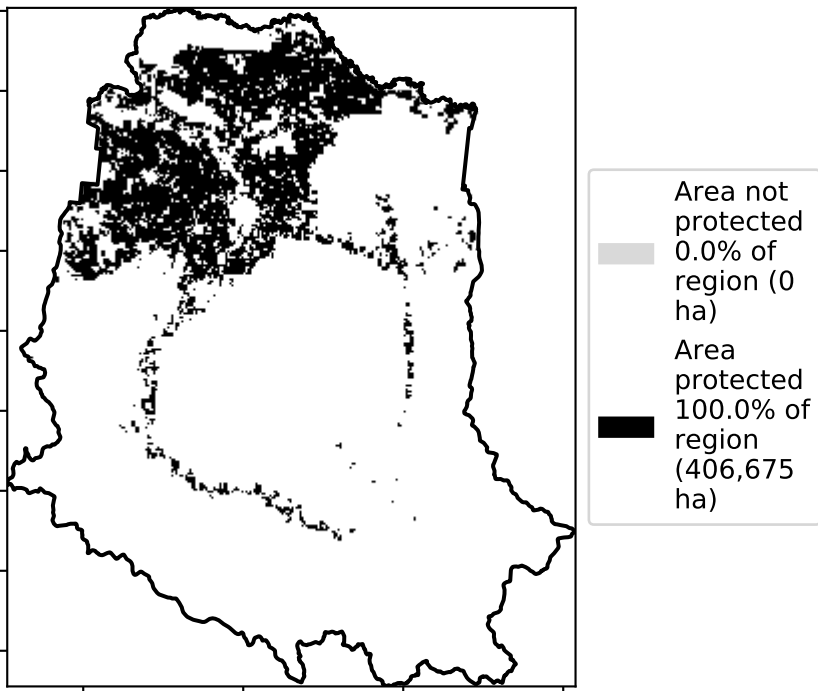 Area not
protected
0.0% of
region (0
ha)
Area
protected
100.0% of
region
(406,675
ha)